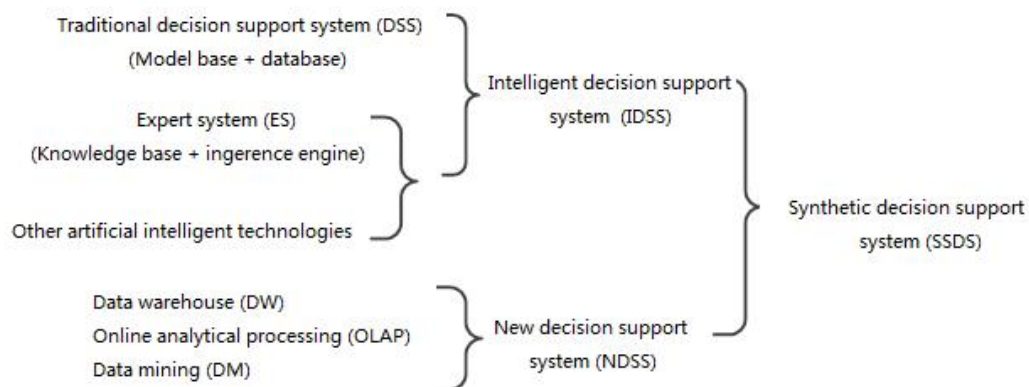 Traditional decision support system (DSS)
(Model base + database)
Intelligent decision support
system (IDSS)
Expert system (ES)
(Knowledge base + ingerence engine)
Other artificial intelligent technologies
Synthetic decision support
system (SSDS)
Data warehouse (DW)
Online analytical processing (OLAP)
Data mining (DM)
New decision support
system (NDSS)